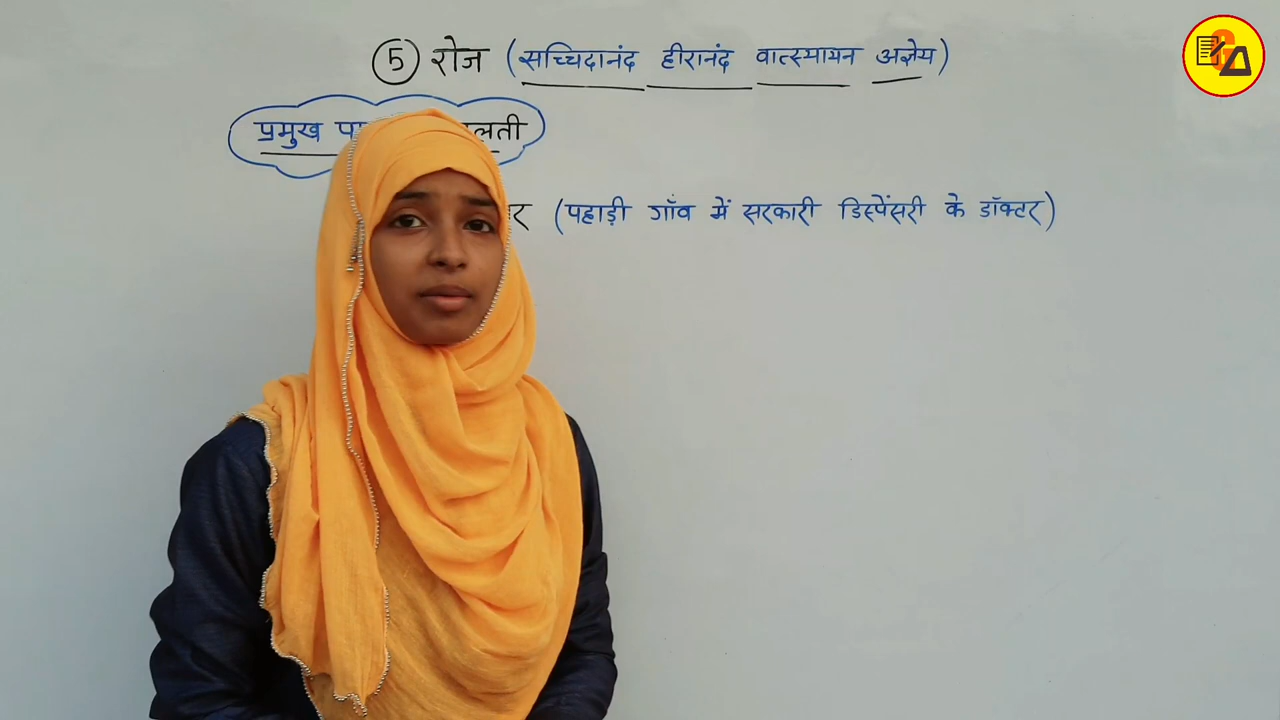 5 रोज (सच्चिदानंद हीरानंद वात्स्यायन अज्ञेय)
प्रमुख
(पहाड़ी गाँव में सरकारी डिस्पेंसरी के डॉक्टर)